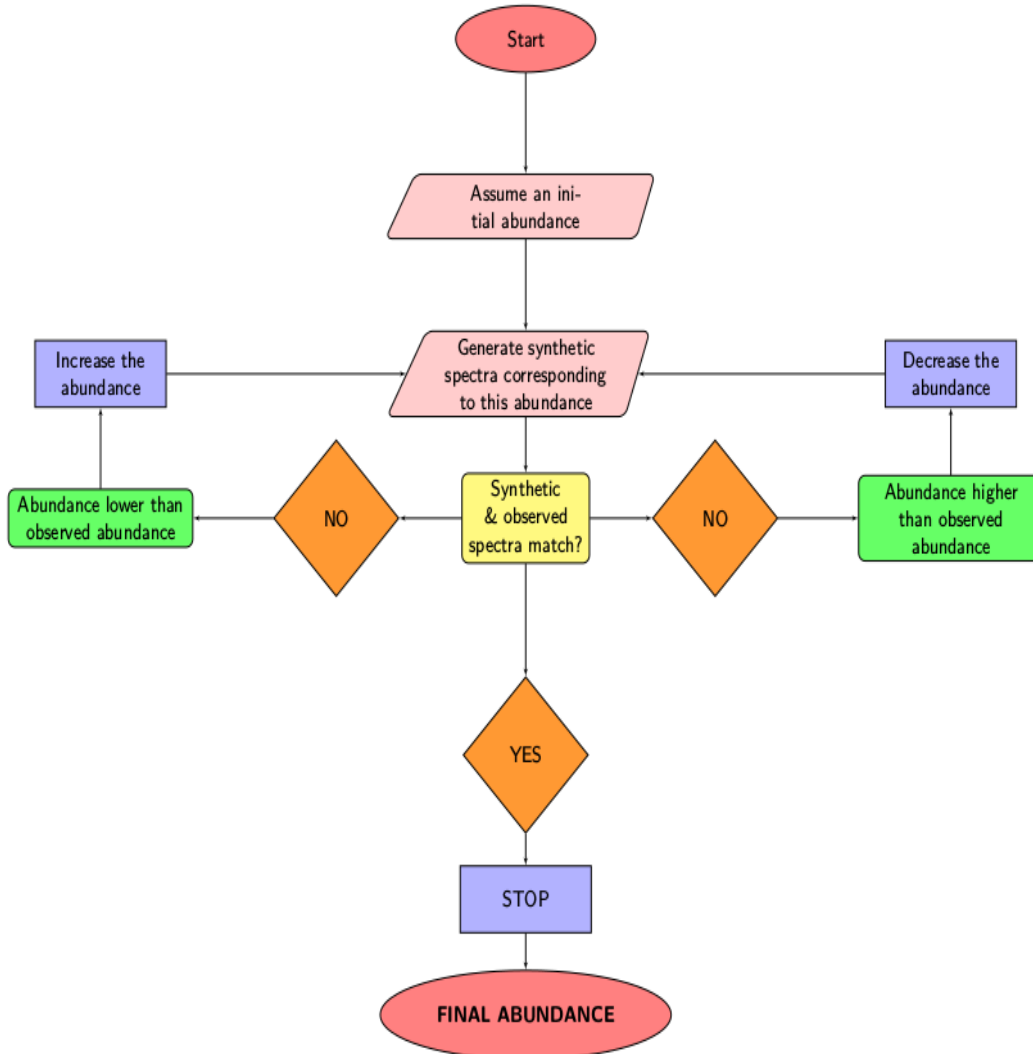 Start
Assume an ini-
tial abundance
Increase the
abundance
Generate synthetic
spectra corresponding
to this abundance
Decrease the
abundance
Abundance lower than
observed abundance
NO
Synthetic
& observed
spectra match?
NO
Abundance higher
than observed
abundance
YES
STOP
FINAL ABUNDANCE